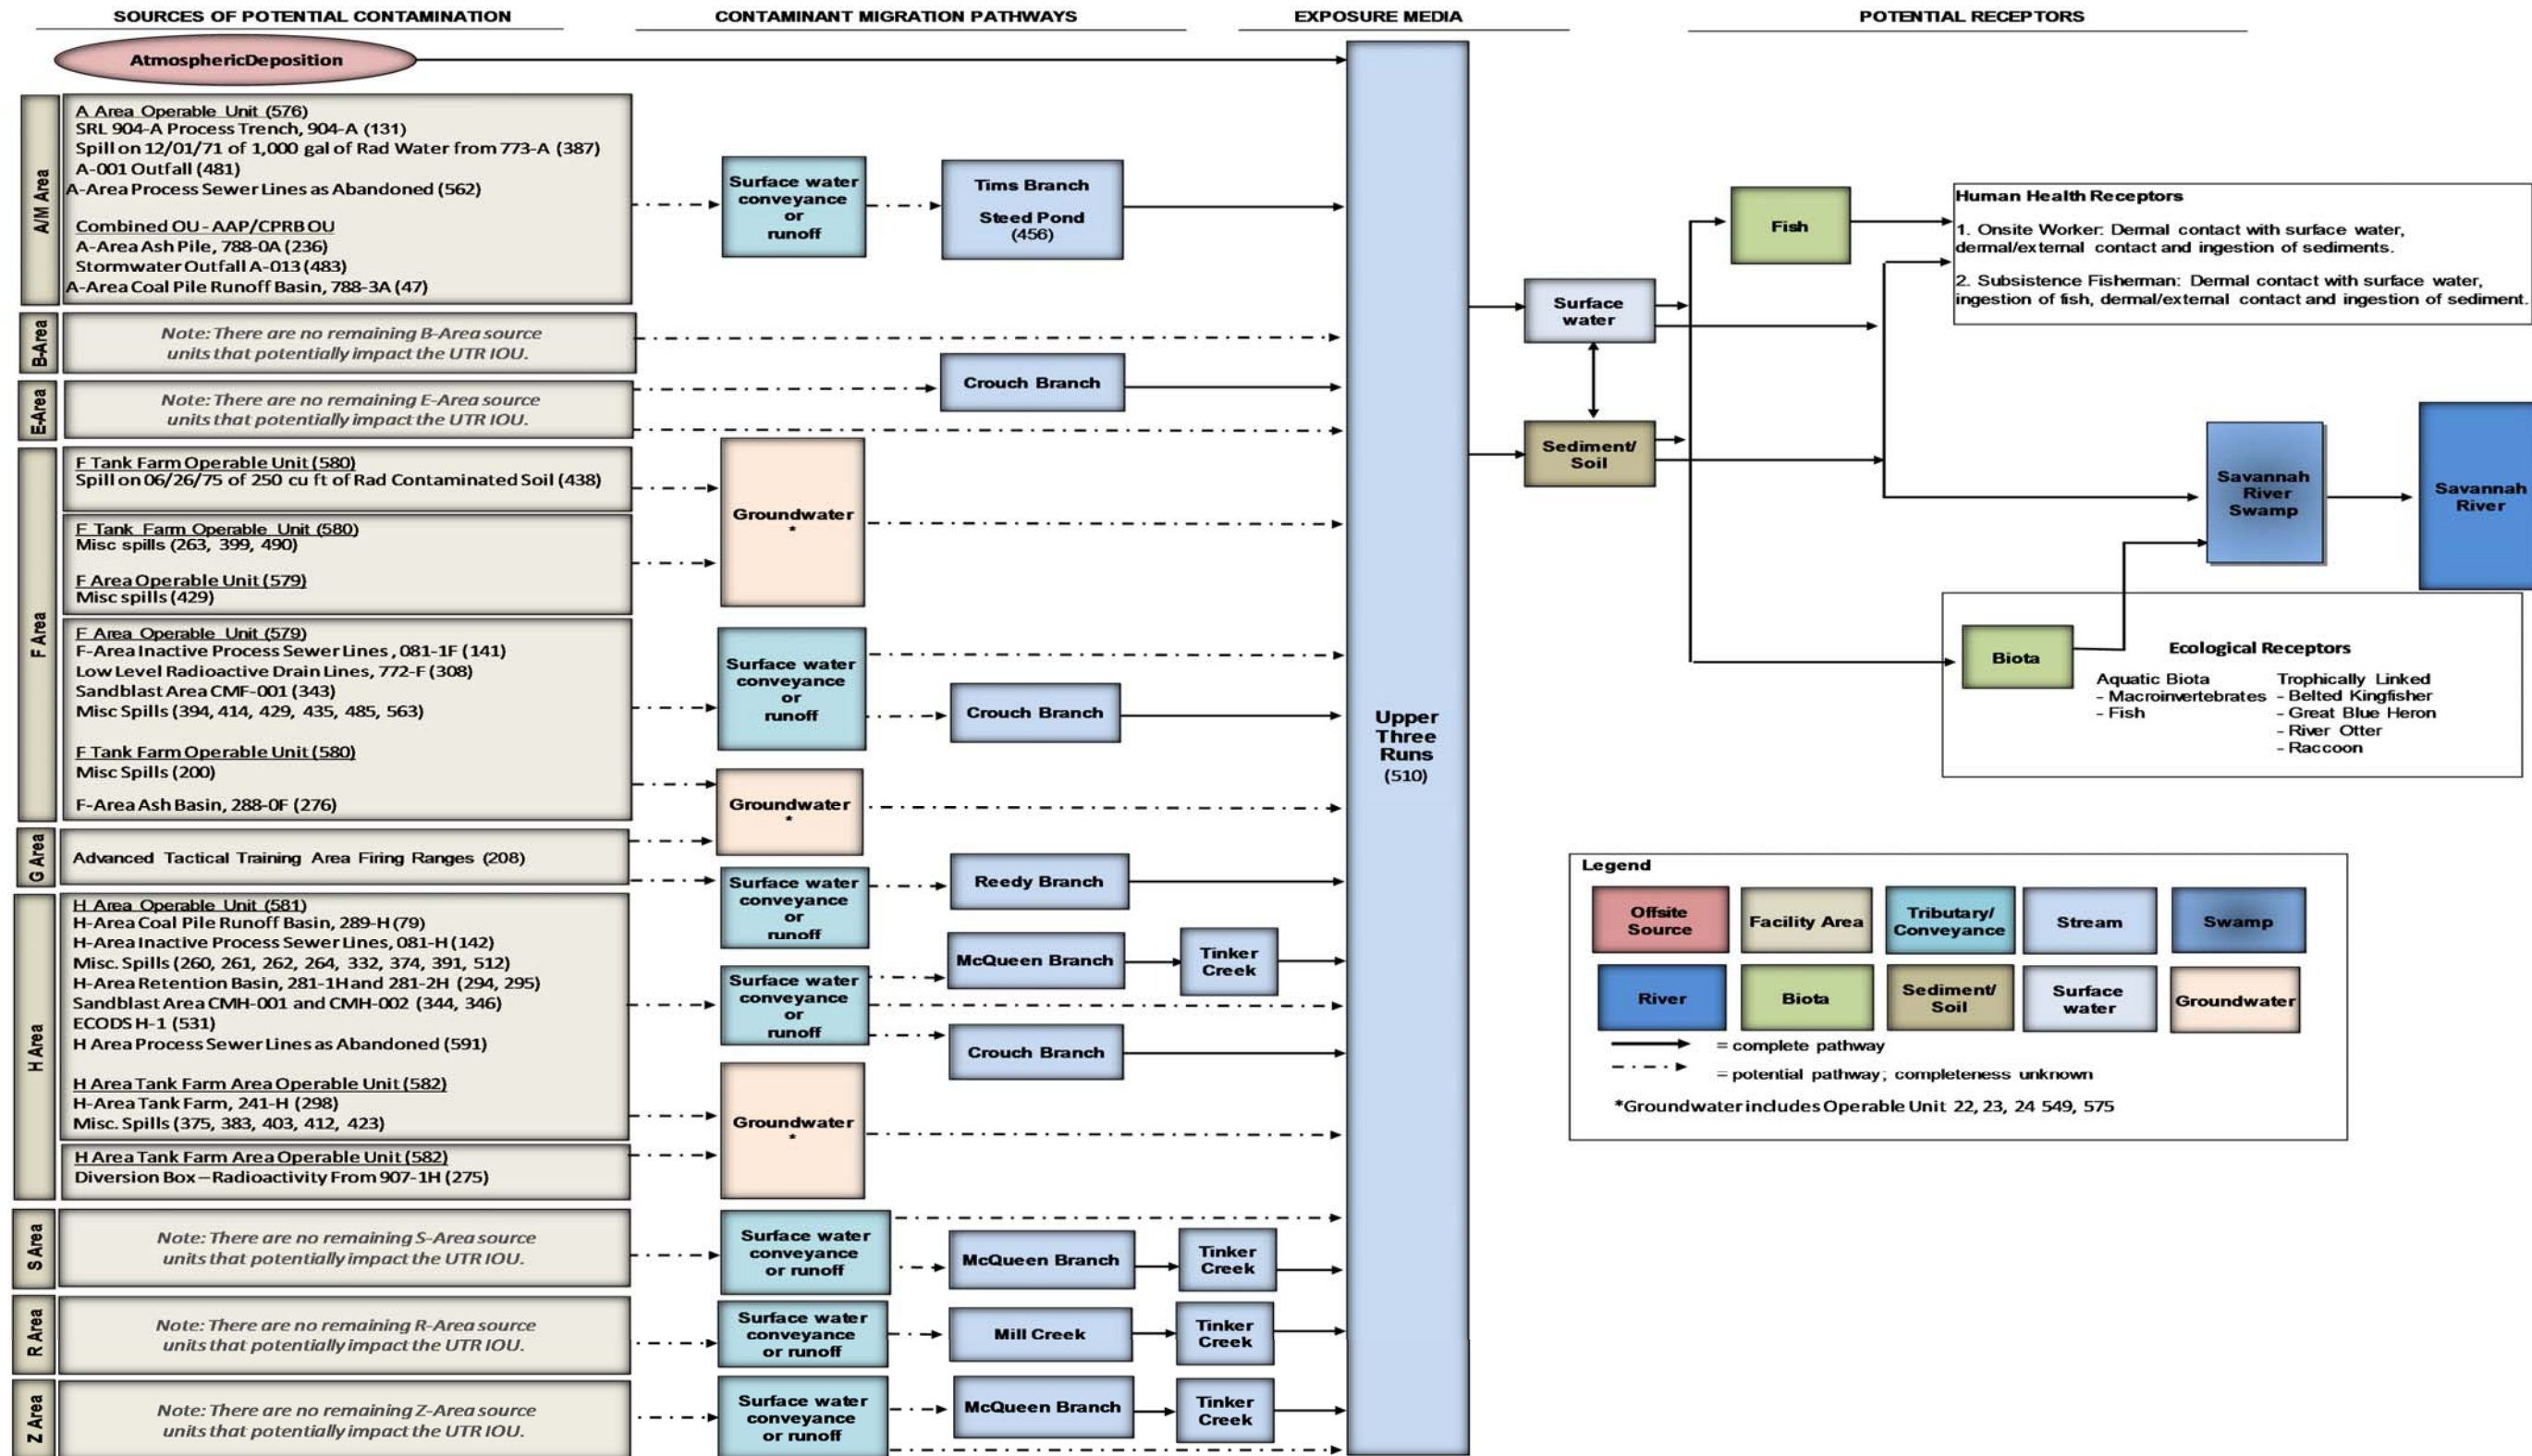 SOURCES OF POTENTIAL CONTAMINATION
CONTAMINANT MIGRATION PATHWAYS
EXPOSURE MEDIA
POTENTIAL RECEPTORS
AtmosphericDeposition
A/M Area
A Area Operable Unit (576)
SRL 904-A Process Trench, 904-A (131)
Spill on 12/01/71 of 1,000 gal of Rad Water from 773-A (387)
A-001 Outfall (481)
A-Area Process Sewer Lines as Abandoned (562)
Combined OU - AAP/CPRB OU
A-Area Ash Pile, 788-0A (236)
Stormwater Outfall A-013 (483)
A-Area Coal Pile Runoff Basin, 788-3A (47)
Surface water
conveyance
or
runoff
Tims Branch
Steed Pond
(456)
B-Area
Note: There are no remaining B-Area source
units that potentially impact the UTR IOU.
E-Area
Note: There are no remaining E-Area source
units that potentially impact the UTR IOU.
Crouch Branch
F Area
F Tank Farm Operable Unit (580)
Spill on 06/26/75 of 250 cu ft of Rad Contaminated Soil (438)
F Tank Farm Operable Unit (580)
Misc spills (263, 399, 490)
F Area Operable Unit (579)
Misc spills (429)
Groundwater
*
F Area Operable Unit (579)
F-Area Inactive Process Sewer Lines , 081-1F (141)
Low Level Radioactive Drain Lines, 772-F (308)
Sandblast Area CMF-001 (343)
Misc Spills (394, 414, 429, 435, 485, 563)
F Tank Farm Operable Unit (580)
Misc Spills (200)
F-Area Ash Basin, 288-0F (276)
Surface water
conveyance
or
runoff
Crouch Branch
Groundwater
*
G Area
Advanced Tactical Training Area Firing Ranges (208)
Surface water
conveyance
or
runoff
Reedy Branch
H Area
H Area Operable Unit (581)
H-Area Coal Pile Runoff Basin, 289-H (79)
H-Area Inactive Process Sewer Lines, 081-H (142)
Misc. Spills (260, 261, 262, 264, 332, 374, 391, 512)
H-Area Retention Basin, 281-1Hand 281-2H (294, 295)
Sandblast Area CMH-001 and CMH-002 (344, 346)
ECODS H-1 (531)
H Area Process Sewer Lines as Abandoned (591)
H Area Tank Farm Area Operable Unit (582)
H-Area Tank Farm, 241-H (298)
Misc. Spills (375, 383, 403, 412, 423)
H Area Tank Farm Area Operable Unit (582)
Diversion Box – Radioactivity From 907-1H (275)
Surface water
conveyance
or
runoff
McQueen Branch
Tinker
Creek
Crouch Branch
Groundwater
*
S Area
Note: There are no remaining S-Area source
units that potentially impact the UTR IOU.
Surface water
conveyance
or runoff
McQueen Branch
Tinker
Creek
R Area
Note: There are no remaining R-Area source
units that potentially impact the UTR IOU.
Surface water
conveyance
or runoff
Mill Creek
Tinker
Creek
Z Area
Note: There are no remaining Z-Area source
units that potentially impact the UTR IOU.
Surface water
conveyance
or runoff
McQueen Branch
Tinker
Creek
Upper
Three
Runs
(510)
Surface
water
Sediment/
Soil
Fish
Human Health Receptors
1. Onsite Worker: Dermal contact with surface water,
dermal/external contact and ingestion of sediments.
2. Subsistence Fisherman: Dermal contact with surface water,
ingestion of fish, dermal/external contact and ingestion of sediment.
Savannah
River
Swamp
Savannah
River
Biota
Ecological Receptors
Aquatic Biota
- Macroinvertebrates
- Fish
Trophically Linked
- Belted Kingfisher
- Great Blue Heron
- River Otter
- Raccoon
Legend
Offsite
Source
Facility Area
Tributary/
Conveyance
Stream
Swamp
River
Biota
Sediment/
Soil
Surface
water
Groundwater
= complete pathway
= potential pathway; completeness unknown
*Groundwater includes Operable Unit 22, 23, 24 549, 575